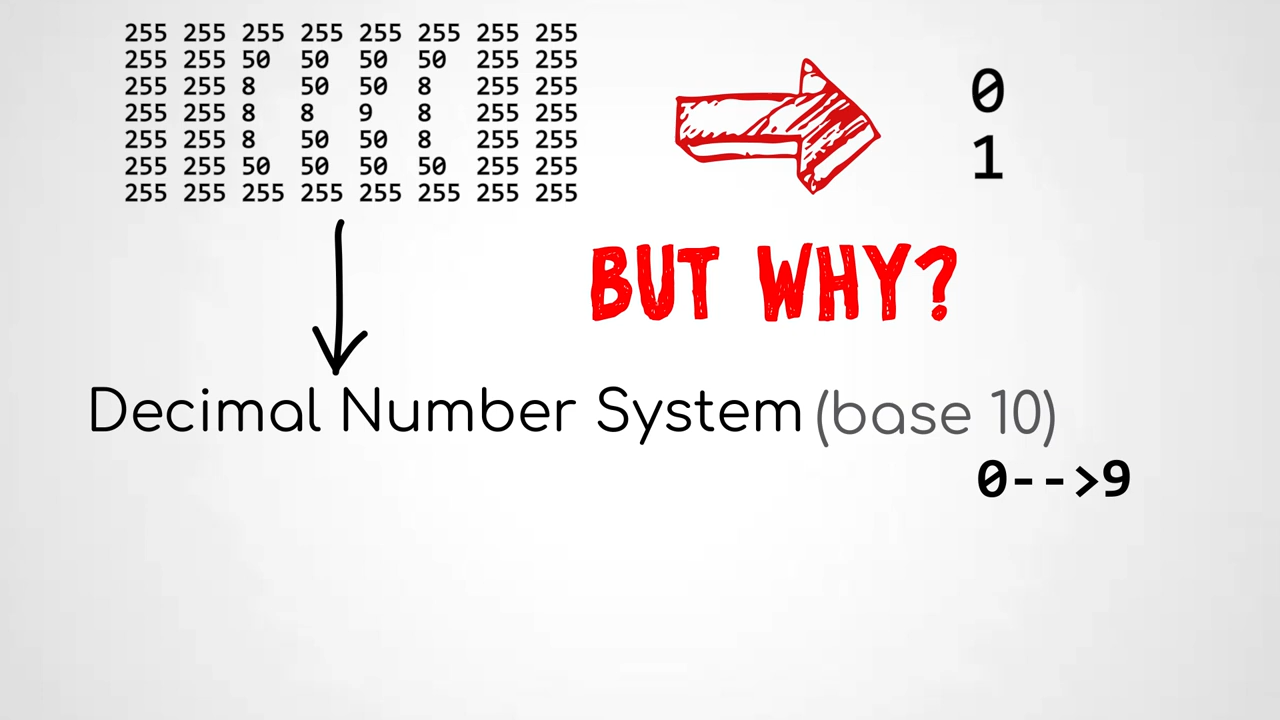 255 255 255 255 255 255 255 255
255 255 50 50 50 50 255 255
255 255 8 50 50 8 255 255
255 255 8 8 9 8 255 255
255 255 8 50 50 8 255 255
255 255 50 50 50 50 255 255
255 255 255 255 255 255 255 255
0
1
BUT WHY?
Decimal Number System (base 10)
0-->9